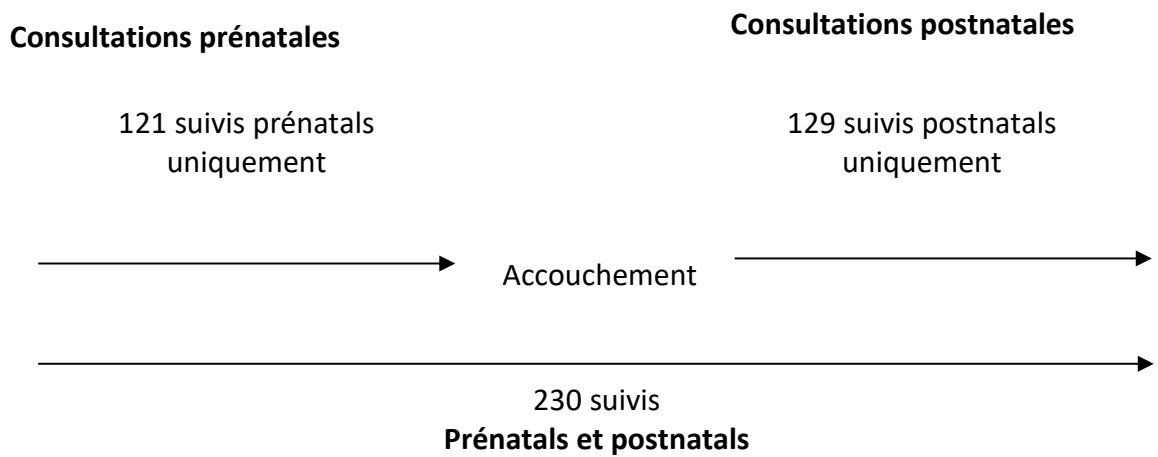 Consultations prénatales
Consultations postnatales
121 suivis prénatals
uniquement
129 suivis postnatals
uniquement
Accouchement
230 suivis
Prénatals et postnatals